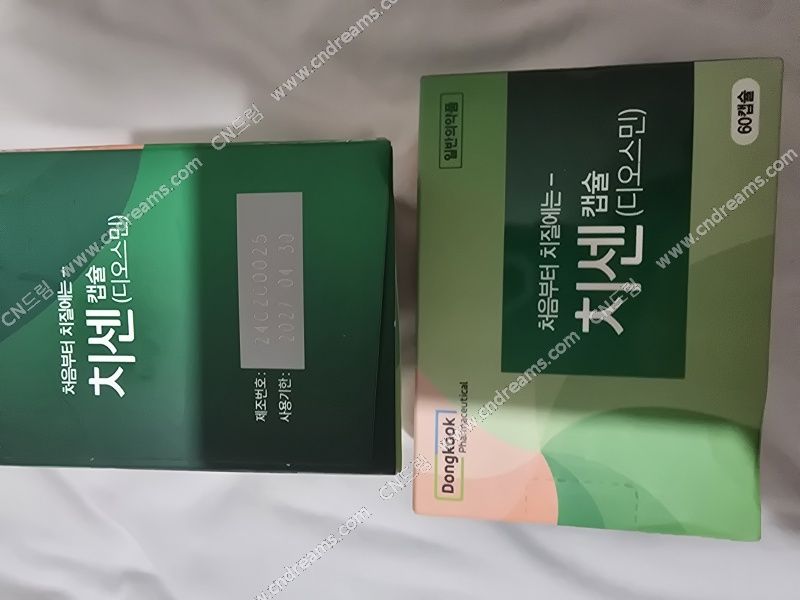 처음부터 치질에는 -
치센 캡슐
(디오스민)
제조번호: 24C2C0025
사용기한: 2027 04 30
일반의약품
60캡슐
처음부터 치질에는 -
치센 캡슐
(디오스민)
Dongkook
Pharmaceutical
CN드림 www.cndreams.com